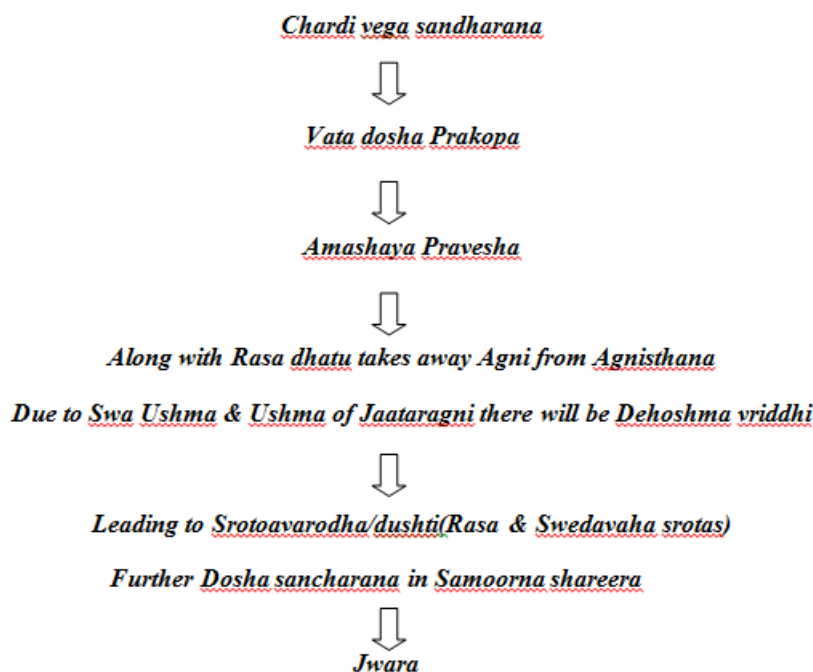 Chardi vega sandharana
Vata dosha Prakopa
Amashaya Pravesha
Along with Rasa dhatu takes away Agni from Agnisthana
Due to Swa Ushma & Ushma of Jaataragni there will be Dehoshma vriddhi
Leading to Srotoavarodha/dushti(Rasa & Swedavaha srotas)
Further Dosha sancharana in Samoorna shareera
Jwara